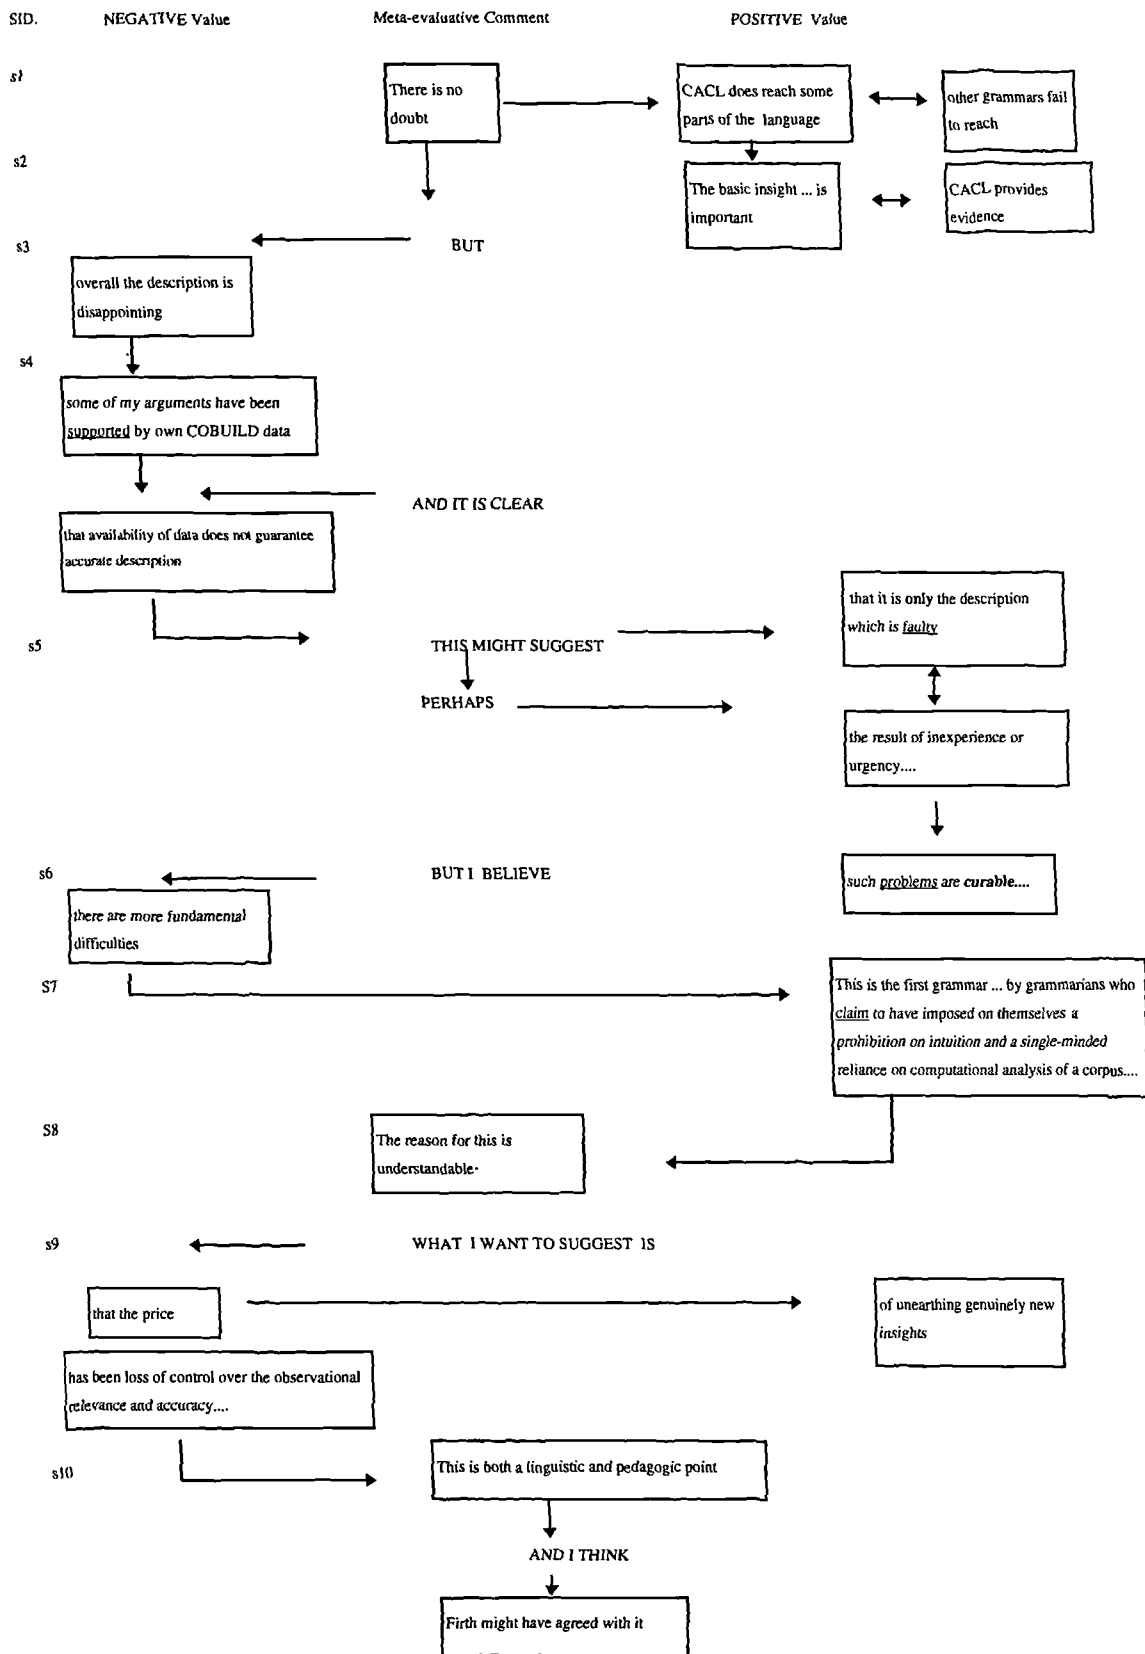 SID. NEGATIVE Value Meta-evaluative Comment POSITIVE Value
s1
There is no
doubt
CACL does reach some
parts of the language
other grammars fail
to reach
s2
The basic insight ... is
important
CACL provides
evidence
s3
BUT
overall the description is
disappointing
s4
some of my arguments have been
supported by own COBUILD data
AND IT IS CLEAR
that availability of data does not guarantee
accurate description
s5
THIS MIGHT SUGGEST
that it is only the description
which is faulty
PERHAPS
the result of inexperience or
urgency....
s6
BUT I BELIEVE
such problems are curable....
there are more fundamental
difficulties
S7
This is the first grammar ... by grammarians who
claim to have imposed on themselves a
prohibition on intuition and a single-minded
reliance on computational analysis of a corpus....
S8
The reason for this is
understandable-
s9
WHAT I WANT TO SUGGEST IS
that the price
of unearthing genuinely new
insights
has been loss of control over the observational
relevance and accuracy....
s10
This is both a linguistic and pedagogic point
AND I THINK
Firth might have agreed with it